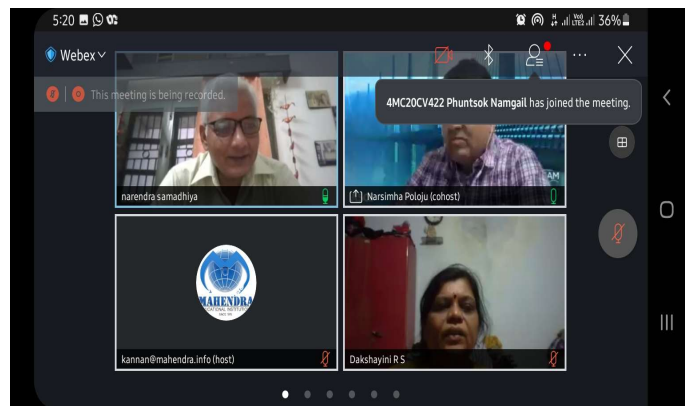 5:20
36%
Webex
This meeting is being recorded.
4MC20CV422 Phuntsok Namgail has joined the meeting.
narendra samadhiya
Narsimha Poloju (cohost)
MAHENDRA
kannan@mahendra.info (host)
Dakshayini R S